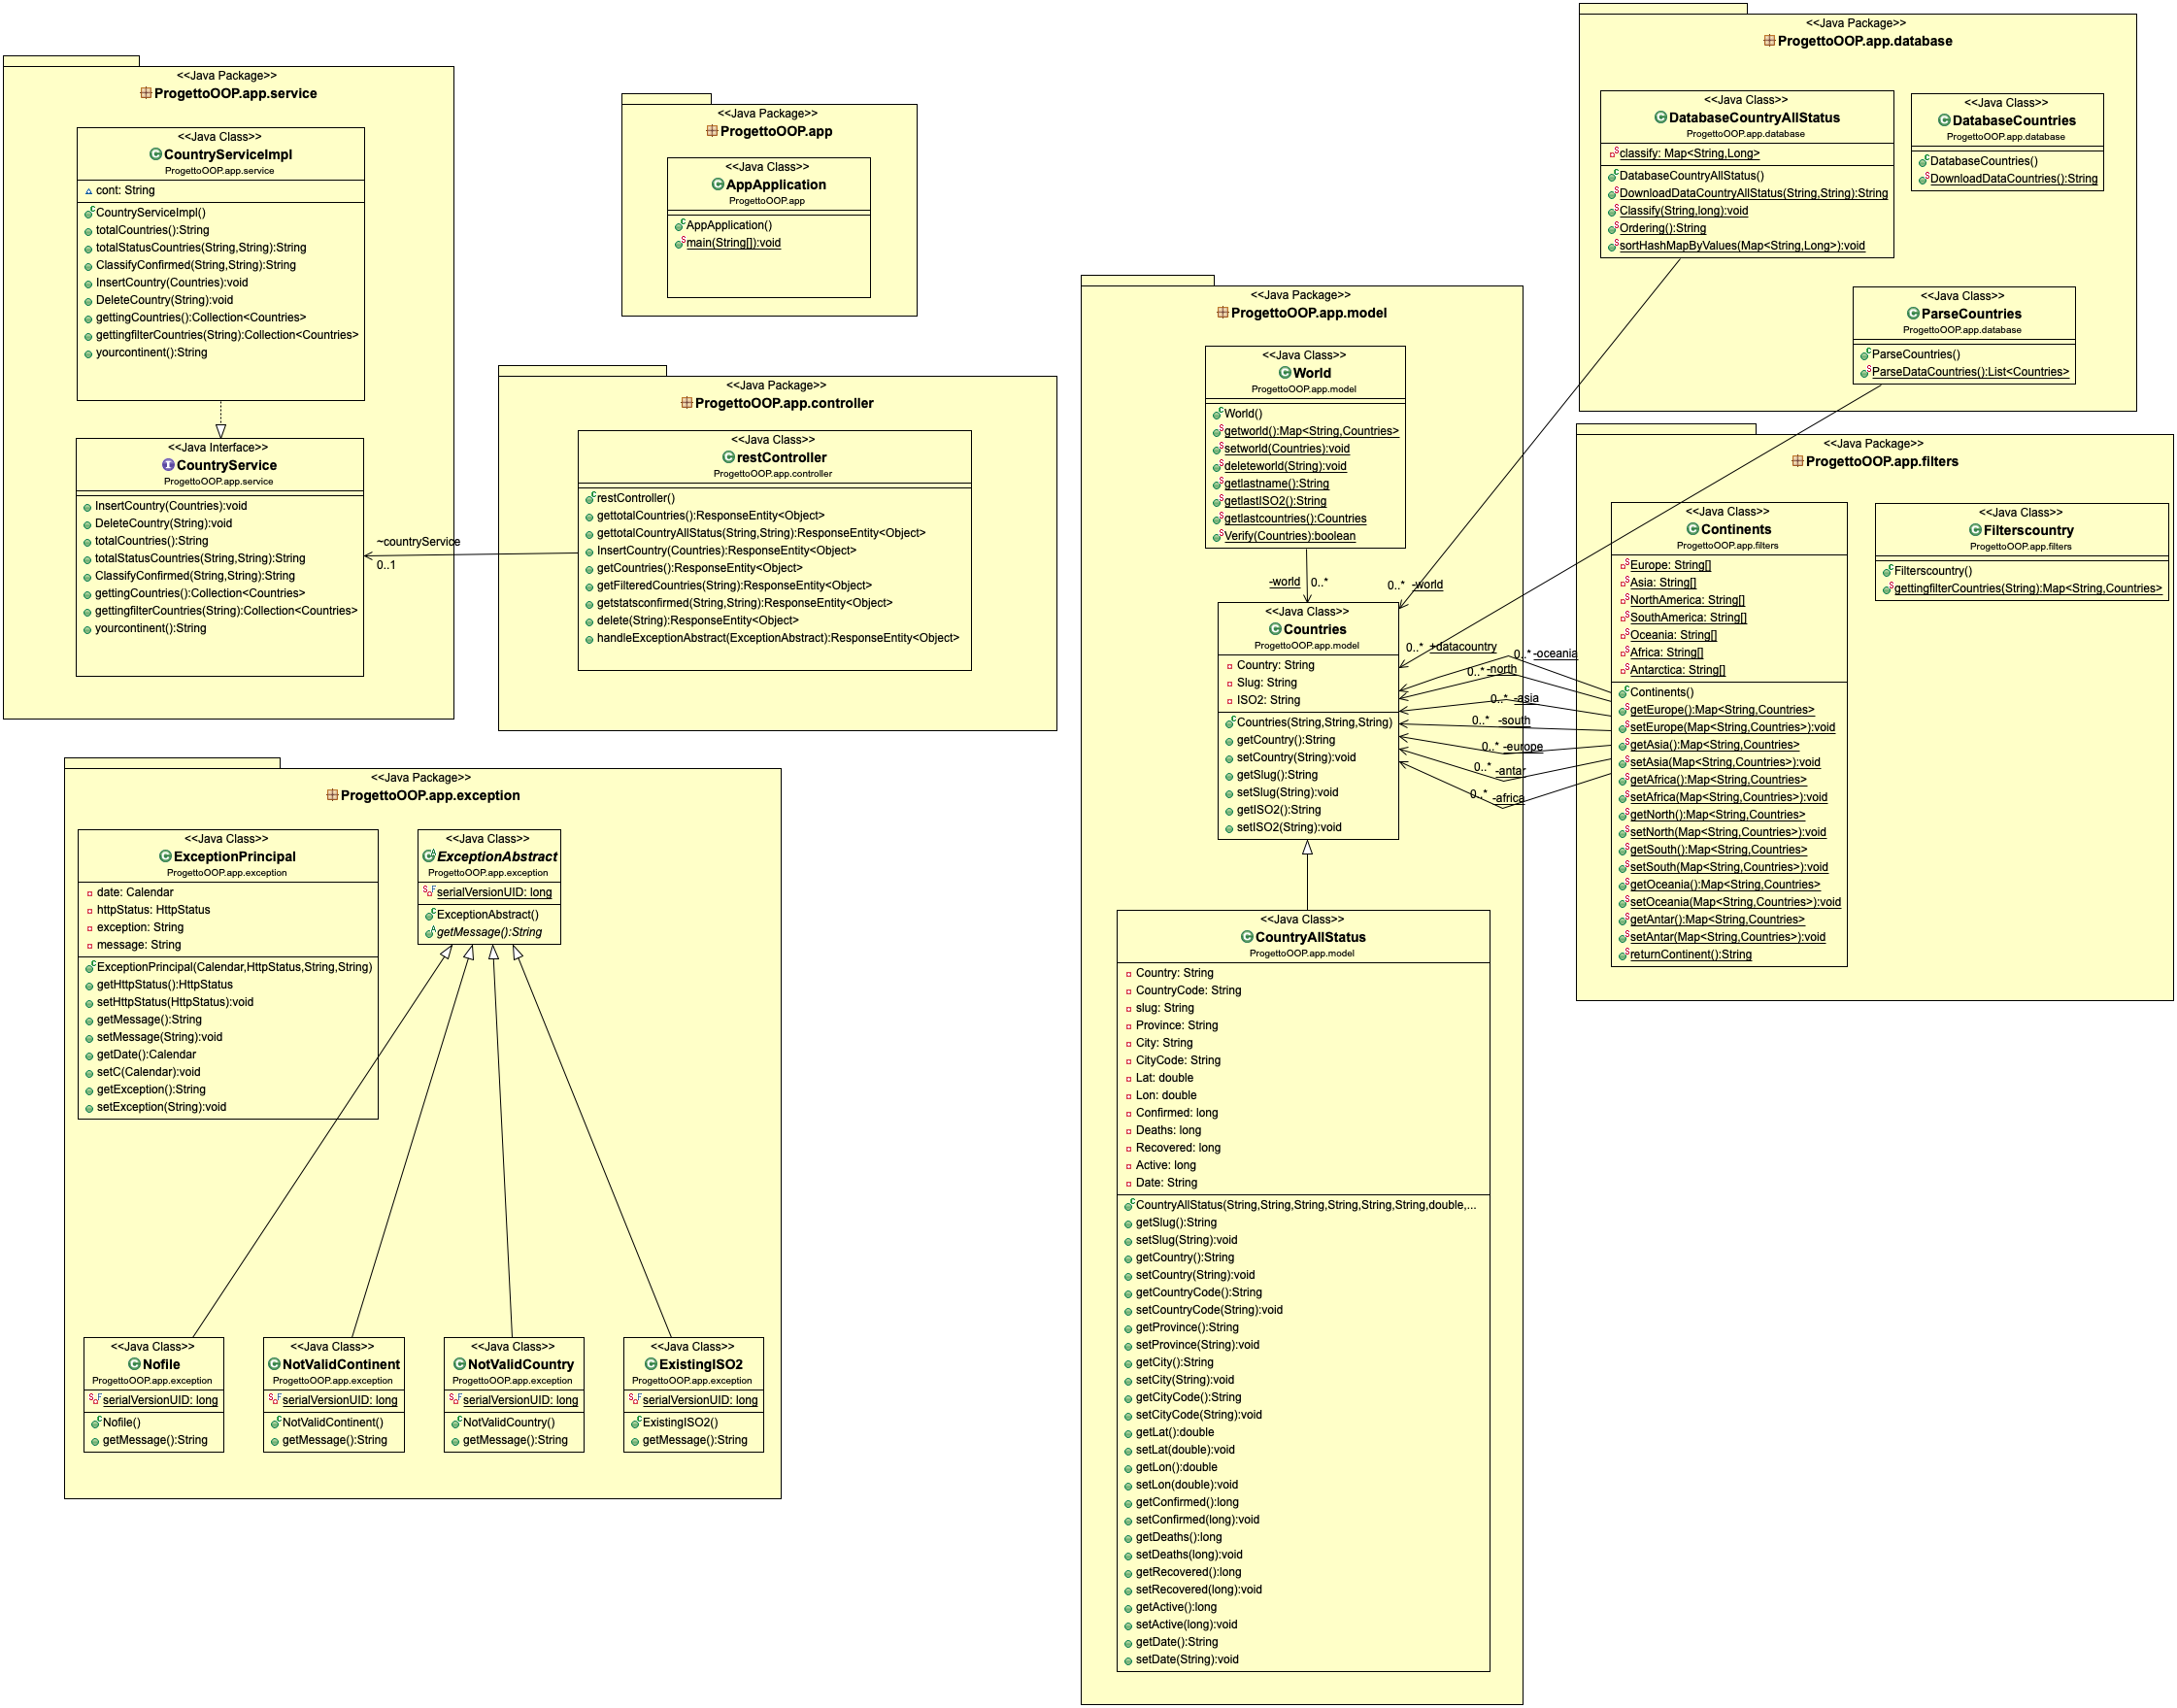 <<Java Package>>
ProgettoOOP.app.service
<<Java Class>>
CountryServiceImpl
ProgettoOOP.app.service
cont: String
CountryServiceImpl()
totalCountries():String
totalStatusCountries(String,String):String
ClassifyConfirmed(String,String):String
InsertCountry(Countries):void
DeleteCountry(String):void
gettingCountries():Collection<Countries>
gettingfilterCountries(String):Collection<Countries>
yourcontinent():String
<<Java Interface>>
CountryService
ProgettoOOP.app.service
InsertCountry(Countries):void
DeleteCountry(String):void
totalCountries():String
totalStatusCountries(String,String):String
ClassifyConfirmed(String,String):String
gettingCountries():Collection<Countries>
gettingfilterCountries(String):Collection<Countries>
yourcontinent():String
<<Java Package>>
ProgettoOOP.app
<<Java Class>>
AppApplication
ProgettoOOP.app
AppApplication()
main(String[]):void
<<Java Package>>
ProgettoOOP.app.controller
<<Java Class>>
restController
ProgettoOOP.app.controller
restController()
gettotalCountries():ResponseEntity<Object>
gettotalCountryAllStatus(String,String):ResponseEntity<Object>
InsertCountry(Countries):ResponseEntity<Object>
getCountries():ResponseEntity<Object>
getFilteredCountries(String):ResponseEntity<Object>
getstatsconfirmed(String,String):ResponseEntity<Object>
delete(String):ResponseEntity<Object>
handleExceptionAbstract(ExceptionAbstract):ResponseEntity<Object>
~countryService
0..1
<<Java Package>>
ProgettoOOP.app.exception
<<Java Class>>
ExceptionPrincipal
ProgettoOOP.app.exception
date: Calendar
httpStatus: HttpStatus
exception: String
message: String
ExceptionPrincipal(Calendar,HttpStatus,String,String)
getHttpStatus():HttpStatus
setHttpStatus(HttpStatus):void
getMessage():String
setMessage(String):void
getDate():Calendar
setC(Calendar):void
getException():String
setException(String):void
<<Java Class>>
ExceptionAbstract
ProgettoOOP.app.exception
serialVersionUID: long
ExceptionAbstract()
getMessage():String
<<Java Class>>
Nofile
ProgettoOOP.app.exception
serialVersionUID: long
Nofile()
getMessage():String
<<Java Class>>
NotValidContinent
ProgettoOOP.app.exception
serialVersionUID: long
NotValidContinent()
getMessage():String
<<Java Class>>
NotValidCountry
ProgettoOOP.app.exception
serialVersionUID: long
NotValidCountry()
getMessage():String
<<Java Class>>
ExistingISO2
ProgettoOOP.app.exception
serialVersionUID: long
ExistingISO2()
getMessage():String
<<Java Package>>
ProgettoOOP.app.model
<<Java Class>>
World
ProgettoOOP.app.model
World()
getworld():Map<String,Countries>
setworld(Countries):void
deleteworld(String):void
getlastname():String
getlastISO2():String
getlastcountries():Countries
Verify(Countries):boolean
-world 0..*
<<Java Class>>
Countries
ProgettoOOP.app.model
Country: String
Slug: String
ISO2: String
Countries(String,String,String)
getCountry():String
setCountry(String):void
getSlug():String
setSlug(String):void
getISO2():String
setISO2(String):void
0..* -world
0..* +datacountry
0..* -oceania
0..* -north
0..* -asia
0..* -south
0..* -europe
0..* -antar
0..* -africa
<<Java Class>>
CountryAllStatus
ProgettoOOP.app.model
Country: String
CountryCode: String
slug: String
Province: String
City: String
CityCode: String
Lat: double
Lon: double
Confirmed: long
Deaths: long
Recovered: long
Active: long
Date: String
CountryAllStatus(String,String,String,String,String,String,double,...
getSlug():String
setSlug(String):void
getCountry():String
setCountry(String):void
getCountryCode():String
setCountryCode(String):void
getProvince():String
setProvince(String):void
getCity():String
setCity(String):void
getCityCode():String
setCityCode(String):void
getLat():double
setLat(double):void
getLon():double
setLon(double):void
getConfirmed():long
setConfirmed(long):void
getDeaths():long
setDeaths(long):void
getRecovered():long
setRecovered(long):void
getActive():long
setActive(long):void
getDate():String
setDate(String):void
<<Java Package>>
ProgettoOOP.app.database
<<Java Class>>
DatabaseCountryAllStatus
ProgettoOOP.app.database
classify: Map<String,Long>
DatabaseCountryAllStatus()
DownloadDataCountryAllStatus(String,String):String
Classify(String,long):void
Ordering():String
sortHashMapByValues(Map<String,Long>):void
<<Java Class>>
DatabaseCountries
ProgettoOOP.app.database
DatabaseCountries()
DownloadDataCountries():String
<<Java Class>>
ParseCountries
ProgettoOOP.app.database
ParseCountries()
ParseDataCountries():List<Countries>
<<Java Package>>
ProgettoOOP.app.filters
<<Java Class>>
Continents
ProgettoOOP.app.filters
Europe: String[]
Asia: String[]
NorthAmerica: String[]
SouthAmerica: String[]
Oceania: String[]
Africa: String[]
Antarctica: String[]
Continents()
getEurope():Map<String,Countries>
setEurope(Map<String,Countries>):void
getAsia():Map<String,Countries>
setAsia(Map<String,Countries>):void
getAfrica():Map<String,Countries>
setAfrica(Map<String,Countries>):void
getNorth():Map<String,Countries>
setNorth(Map<String,Countries>):void
getSouth():Map<String,Countries>
setSouth(Map<String,Countries>):void
getOceania():Map<String,Countries>
setOceania(Map<String,Countries>):void
getAntar():Map<String,Countries>
setAntar(Map<String,Countries>):void
returnContinent():String
<<Java Class>>
Filterscountry
ProgettoOOP.app.filters
Filterscountry()
gettingfilterCountries(String):Map<String,Countries>